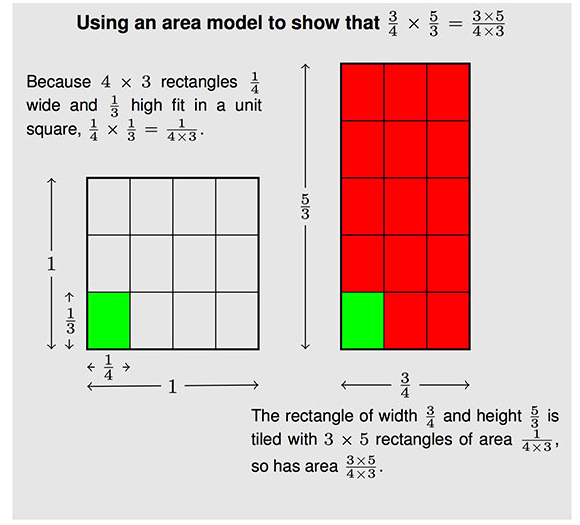 Using an area model to show that 3/4 × 5/3 = 3×5/4×3
Because 4 × 3 rectangles 1/4
wide and 1/3 high fit in a unit
square, 1/4 × 1/3 = 1/4×3.
1
1/3
1/4
1
5/3
3/4
The rectangle of width 3/4 and height 5/3 is
tiled with 3 × 5 rectangles of area 1/4×3,
so has area 3×5/4×3.